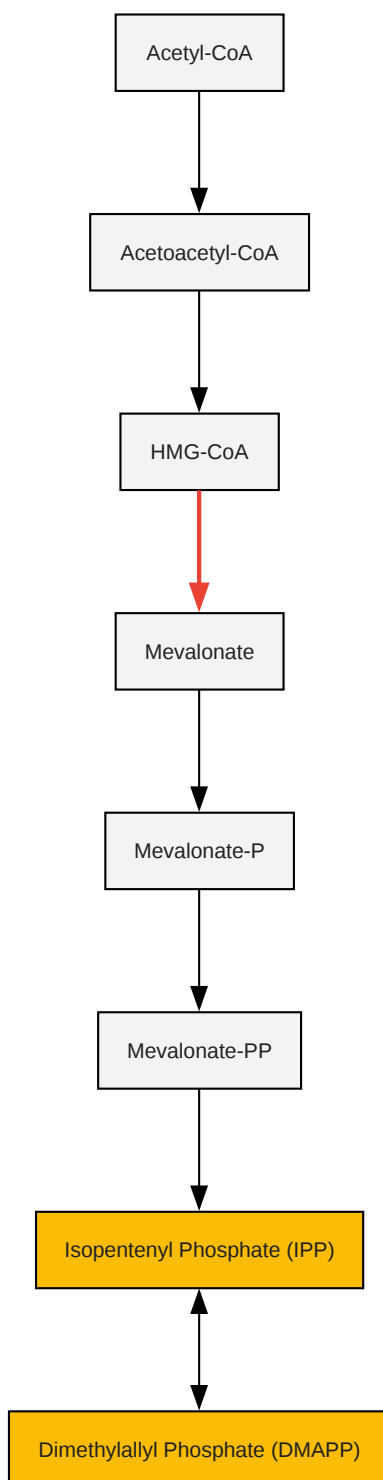 Acetyl-CoA
Acetoacetyl-CoA
HMG-CoA
Mevalonate
Mevalonate-P
Mevalonate-PP
Isopentenyl Phosphate (IPP)
Dimethylallyl Phosphate (DMAPP)